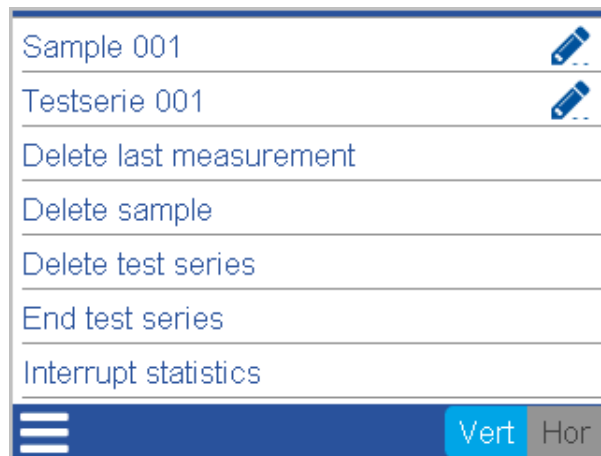 Sample 001
Testserie 001
Delete last measurement
Delete sample
Delete test series
End test series
Interrupt statistics
Vert Hor